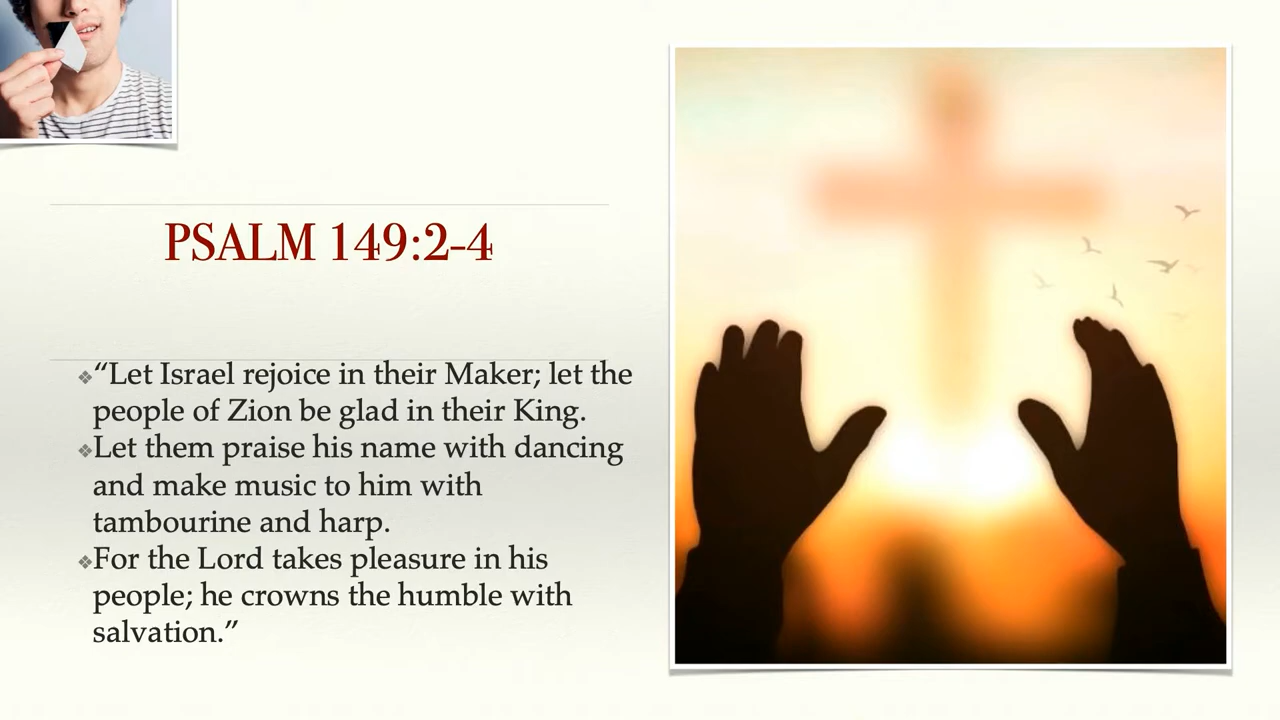 PSALM 149:2-4
❖“Let Israel rejoice in their Maker; let the
people of Zion be glad in their King.
❖Let them praise his name with dancing
and make music to him with
tambourine and harp.
❖For the Lord takes pleasure in his
people; he crowns the humble with
salvation.”